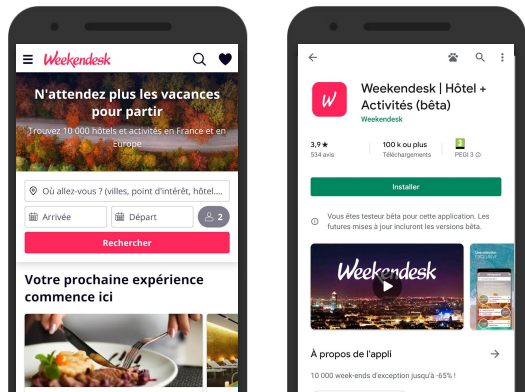 Weekendesk
N'attendez plus les vacances
pour partir
Trouvez 10 000 hôtels et activités en France et en
Europe
Où allez-vous ? (villes, point d'intérêt, hôtel....
Arrivée
Départ
2
Rechercher
Votre prochaine expérience
commence ici
W
Weekendesk | Hôtel +
Activités (bêta)
Weekendesk
3,9★
534 avis
100 k ou plus
Téléchargements
3
PEGI 3
Installer
Vous êtes testeur bêta pour cette application. Les
futures mises à jour incluront les versions bêta.
Weekendesk
À propos de l'appli
10 000 week-ends d'exception jusqu'à -65% !